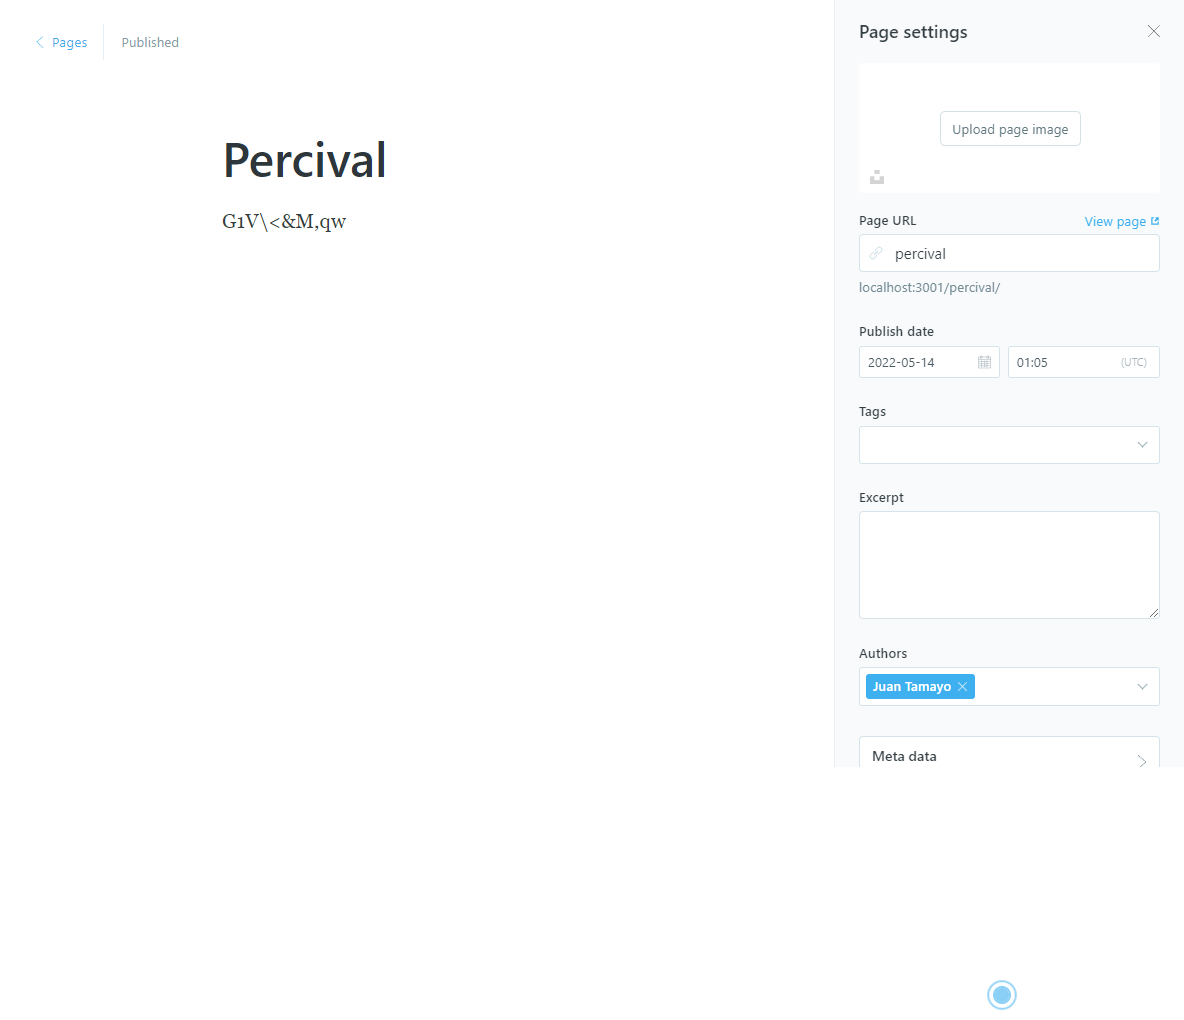 Pages
Published
Percival
G1V\<&M,qw
Page settings
Upload page image
Page URL
View page
percival
localhost:3001/percival/
Publish date
2022-05-14
01:05
(UTC)
Tags
Excerpt
Authors
Juan Tamayo
Meta data